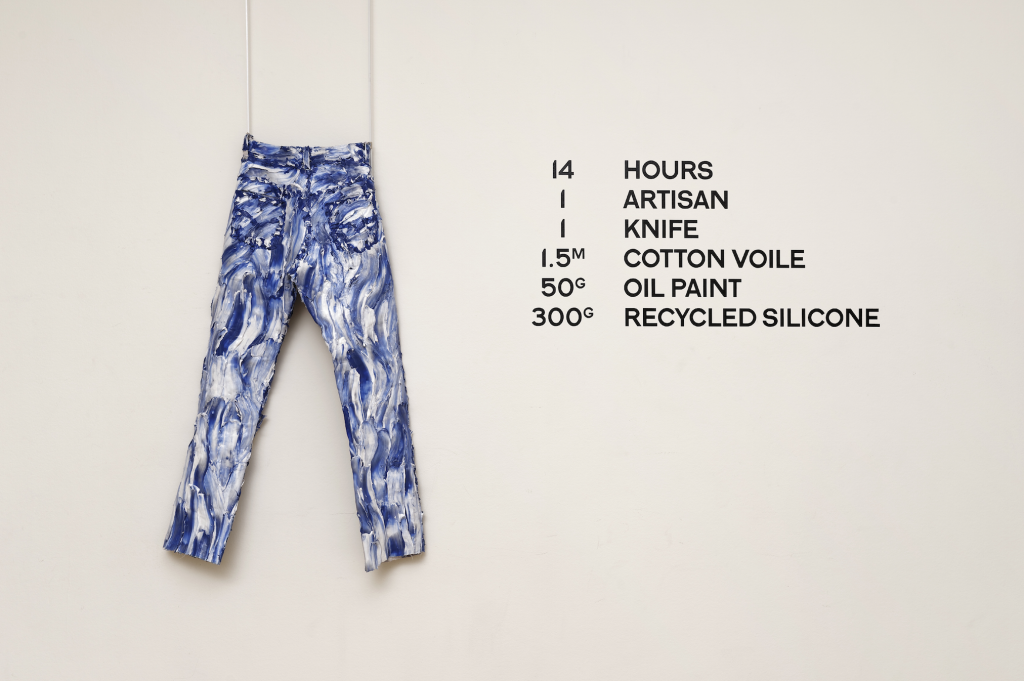 14 HOURS
1 ARTISAN
1 KNIFE
1.5M COTTON VOILE
50G OIL PAINT
300G RECYCLED SILICONE